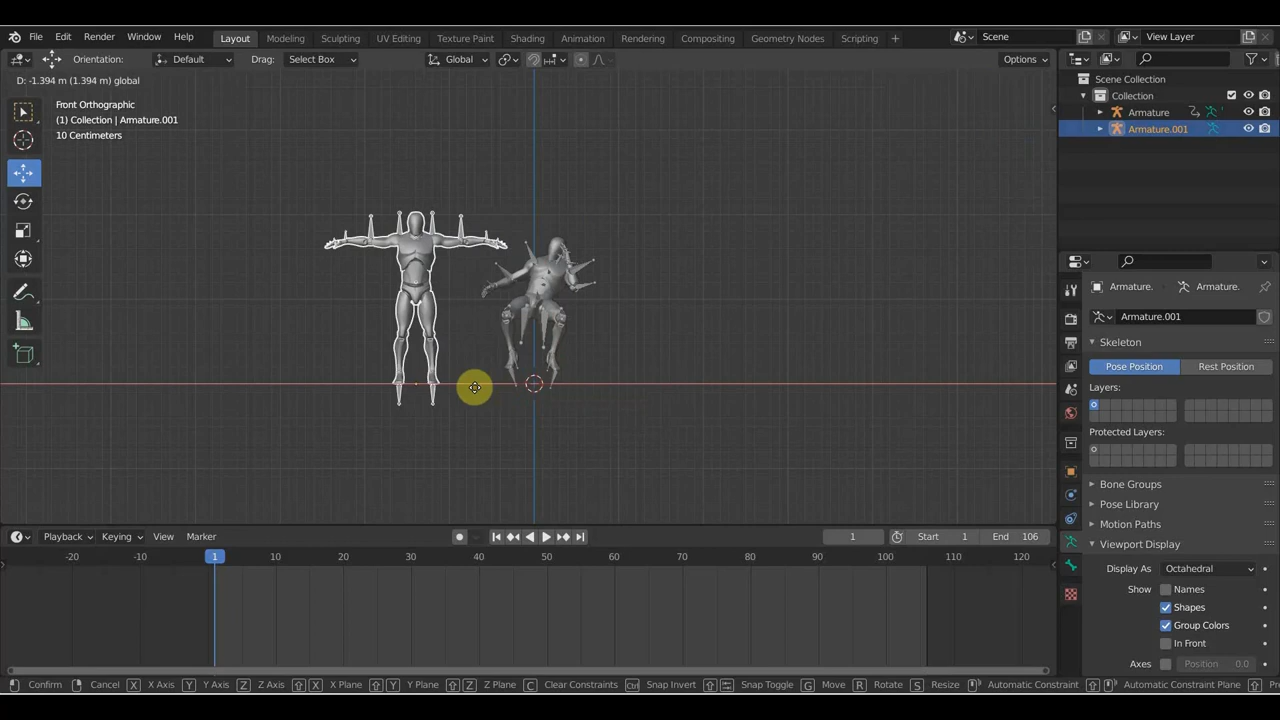 File Edit Render Window Help Layout Modeling Sculpting UV Editing Texture Paint Shading Animation Rendering Compositing Geometry Nodes Scripting + Scene View Layer
Orientation: Default Drag: Select Box Global Options
D: -1.394 m (1.394 m) global
Front Orthographic
(1) Collection | Armature.001
10 Centimeters
Scene Collection
Collection
Armature
Armature.001
Armature. Armature.
Armature.001
Skeleton
Pose Position Rest Position
Layers:
Protected Layers:
Bone Groups
Pose Library
Motion Paths
Viewport Display
Display As Octahedral
Show Names
Shapes
Group Colors
In Front
Axes Position 0.0
Playback Keying View Marker 1 Start 1 End 106
-20 -10 1 10 20 30 40 50 60 70 80 90 100 110 120
Confirm Cancel X X Axis Y Y Axis Z Z Axis X X Plane Y Y Plane Z Z Plane C Clear Constraints Ctrl Snap Invert Snap Toggle G Move R Rotate S Resize Automatic Constraint Automatic Constraint Plane